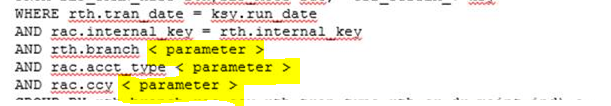 WHERE rth.tran_date = ksy.run_date
AND rac.internal_key = rth.internal_key
AND rth.branch < parameter >
AND rac.acct_type < parameter >
AND rac.ccy < parameter >